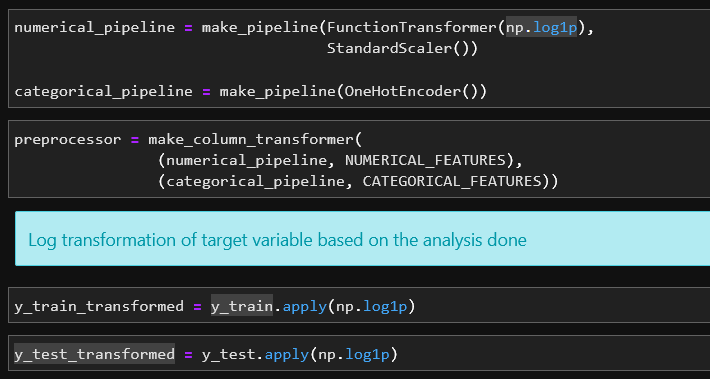 numerical_pipeline = make_pipeline(FunctionTransformer(np.log1p),
                                   StandardScaler())
categorical_pipeline = make_pipeline(OneHotEncoder())
preprocessor = make_column_transformer(
                (numerical_pipeline, NUMERICAL_FEATURES),
                (categorical_pipeline, CATEGORICAL_FEATURES))
Log transformation of target variable based on the analysis done
y_train_transformed = y_train.apply(np.log1p)
y_test_transformed = y_test.apply(np.log1p)